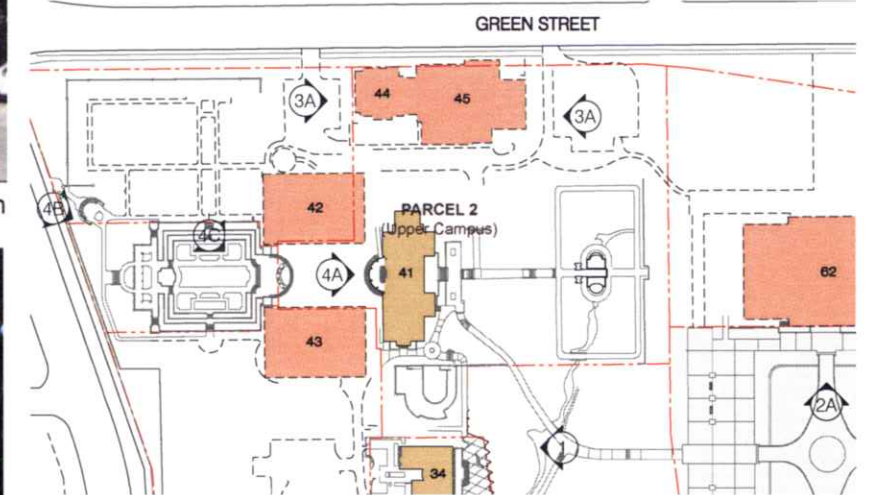 GREEN STREET
3A
44
45
3A
42
PARCEL 2
(Upper Campus)
4B
4C
4A
41
62
43
2A
1
34